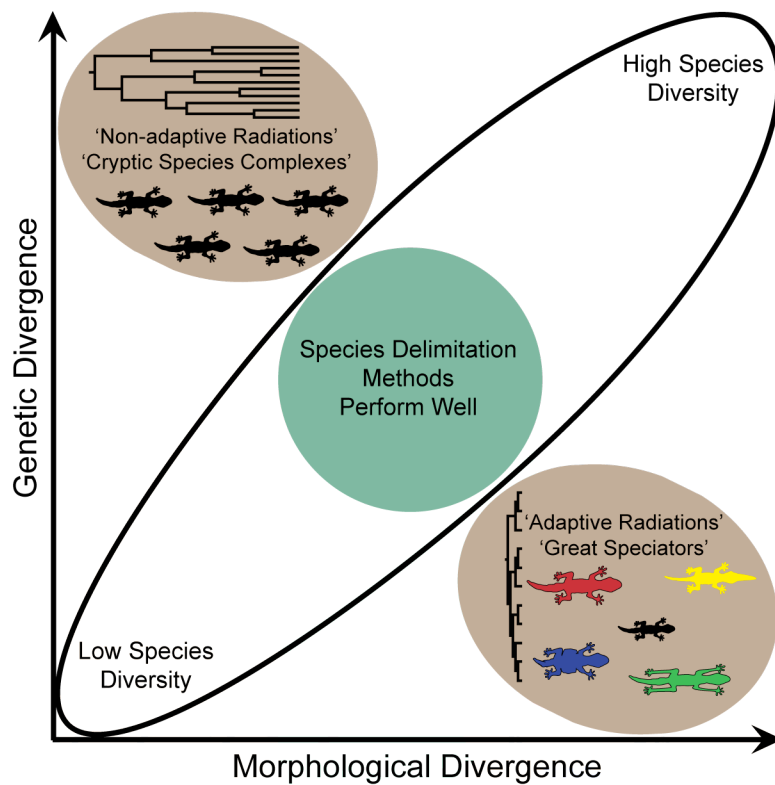 High Species
Diversity
'Non-adaptive Radiations'
'Cryptic Species Complexes'
Species Delimitation
Methods
Perform Well
'Adaptive Radiations'
'Great Speciators'
Low Species
Diversity
Genetic Divergence
Morphological Divergence